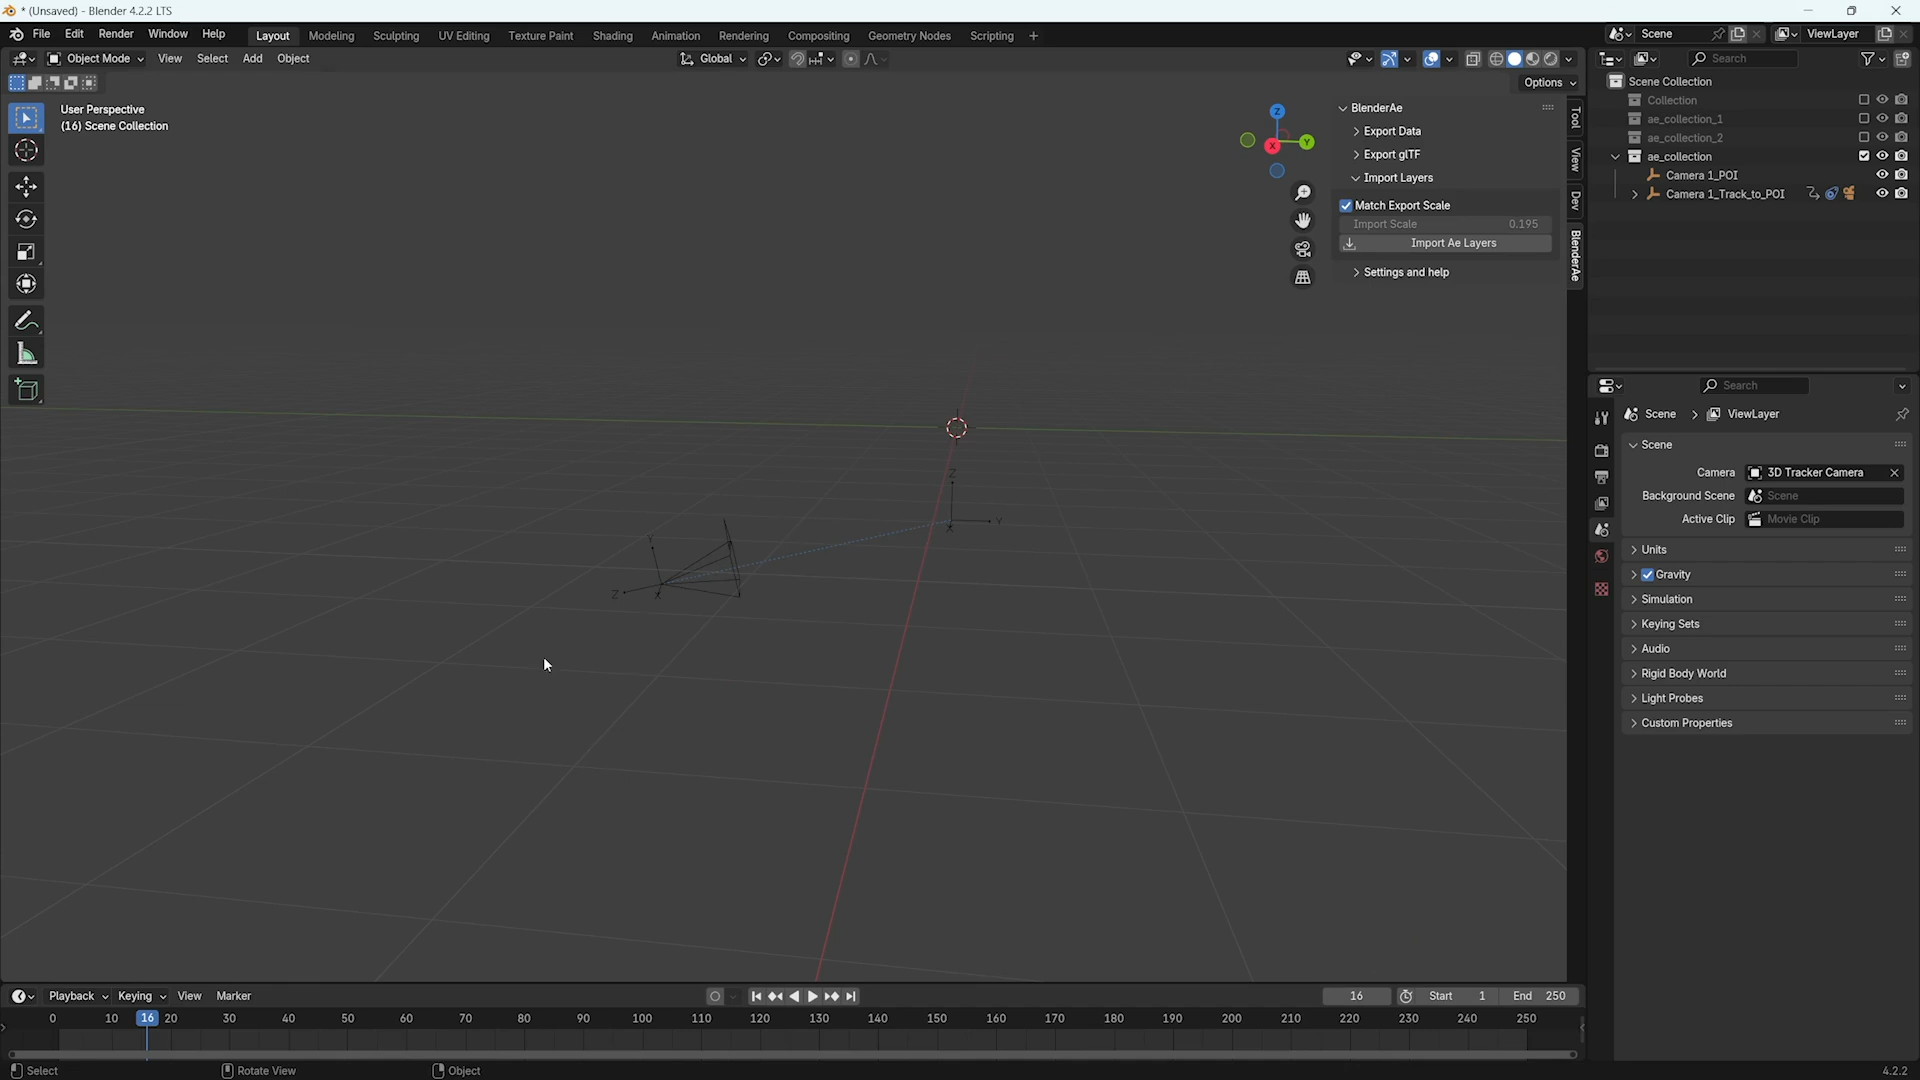 * (Unsaved) - Blender 4.2.2 LTS
File Edit Render Window Help Layout Modeling Sculpting UV Editing Texture Paint Shading Animation Rendering Compositing Geometry Nodes Scripting + Scene ViewLayer
Object Mode View Select Add Object Global Search
Options
User Perspective
(16) Scene Collection
Z
Y
X
BlenderAe
Export Data
Export glTF
Import Layers
Match Export Scale
Import Scale 0.195
Import Ae Layers
Settings and help
Tool
View
Dev
BlenderAe
Z
Y
X
Y
Z
X
Scene Collection
Collection
ae_collection_1
ae_collection_2
ae_collection
Camera 1_POI
Camera 1_Track_to_POI
Search
Scene ViewLayer
Scene
Camera 3D Tracker Camera
Background Scene Scene
Active Clip Movie Clip
Units
Gravity
Simulation
Keying Sets
Audio
Rigid Body World
Light Probes
Custom Properties
Playback Keying View Marker 16 Start 1 End 250
0 10 16 20 30 40 50 60 70 80 90 100 110 120 130 140 150 160 170 180 190 200 210 220 230 240 250
Select Rotate View Object 4.2.2